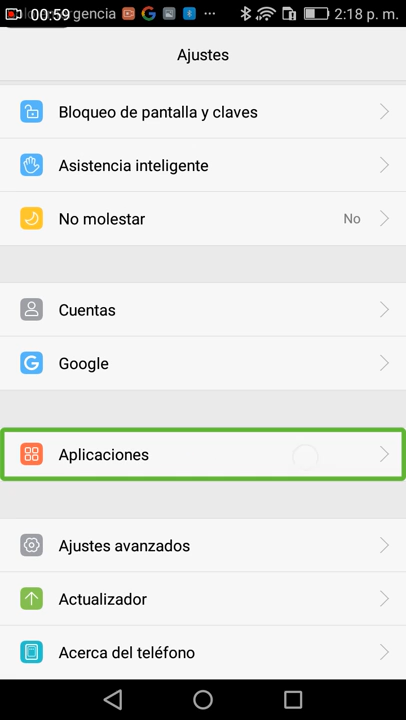 00:59 emergencia 2:18 p. m.
Ajustes
Bloqueo de pantalla y claves
Asistencia inteligente
No molestar No
Cuentas
Google
Aplicaciones
Ajustes avanzados
Actualizador
Acerca del teléfono